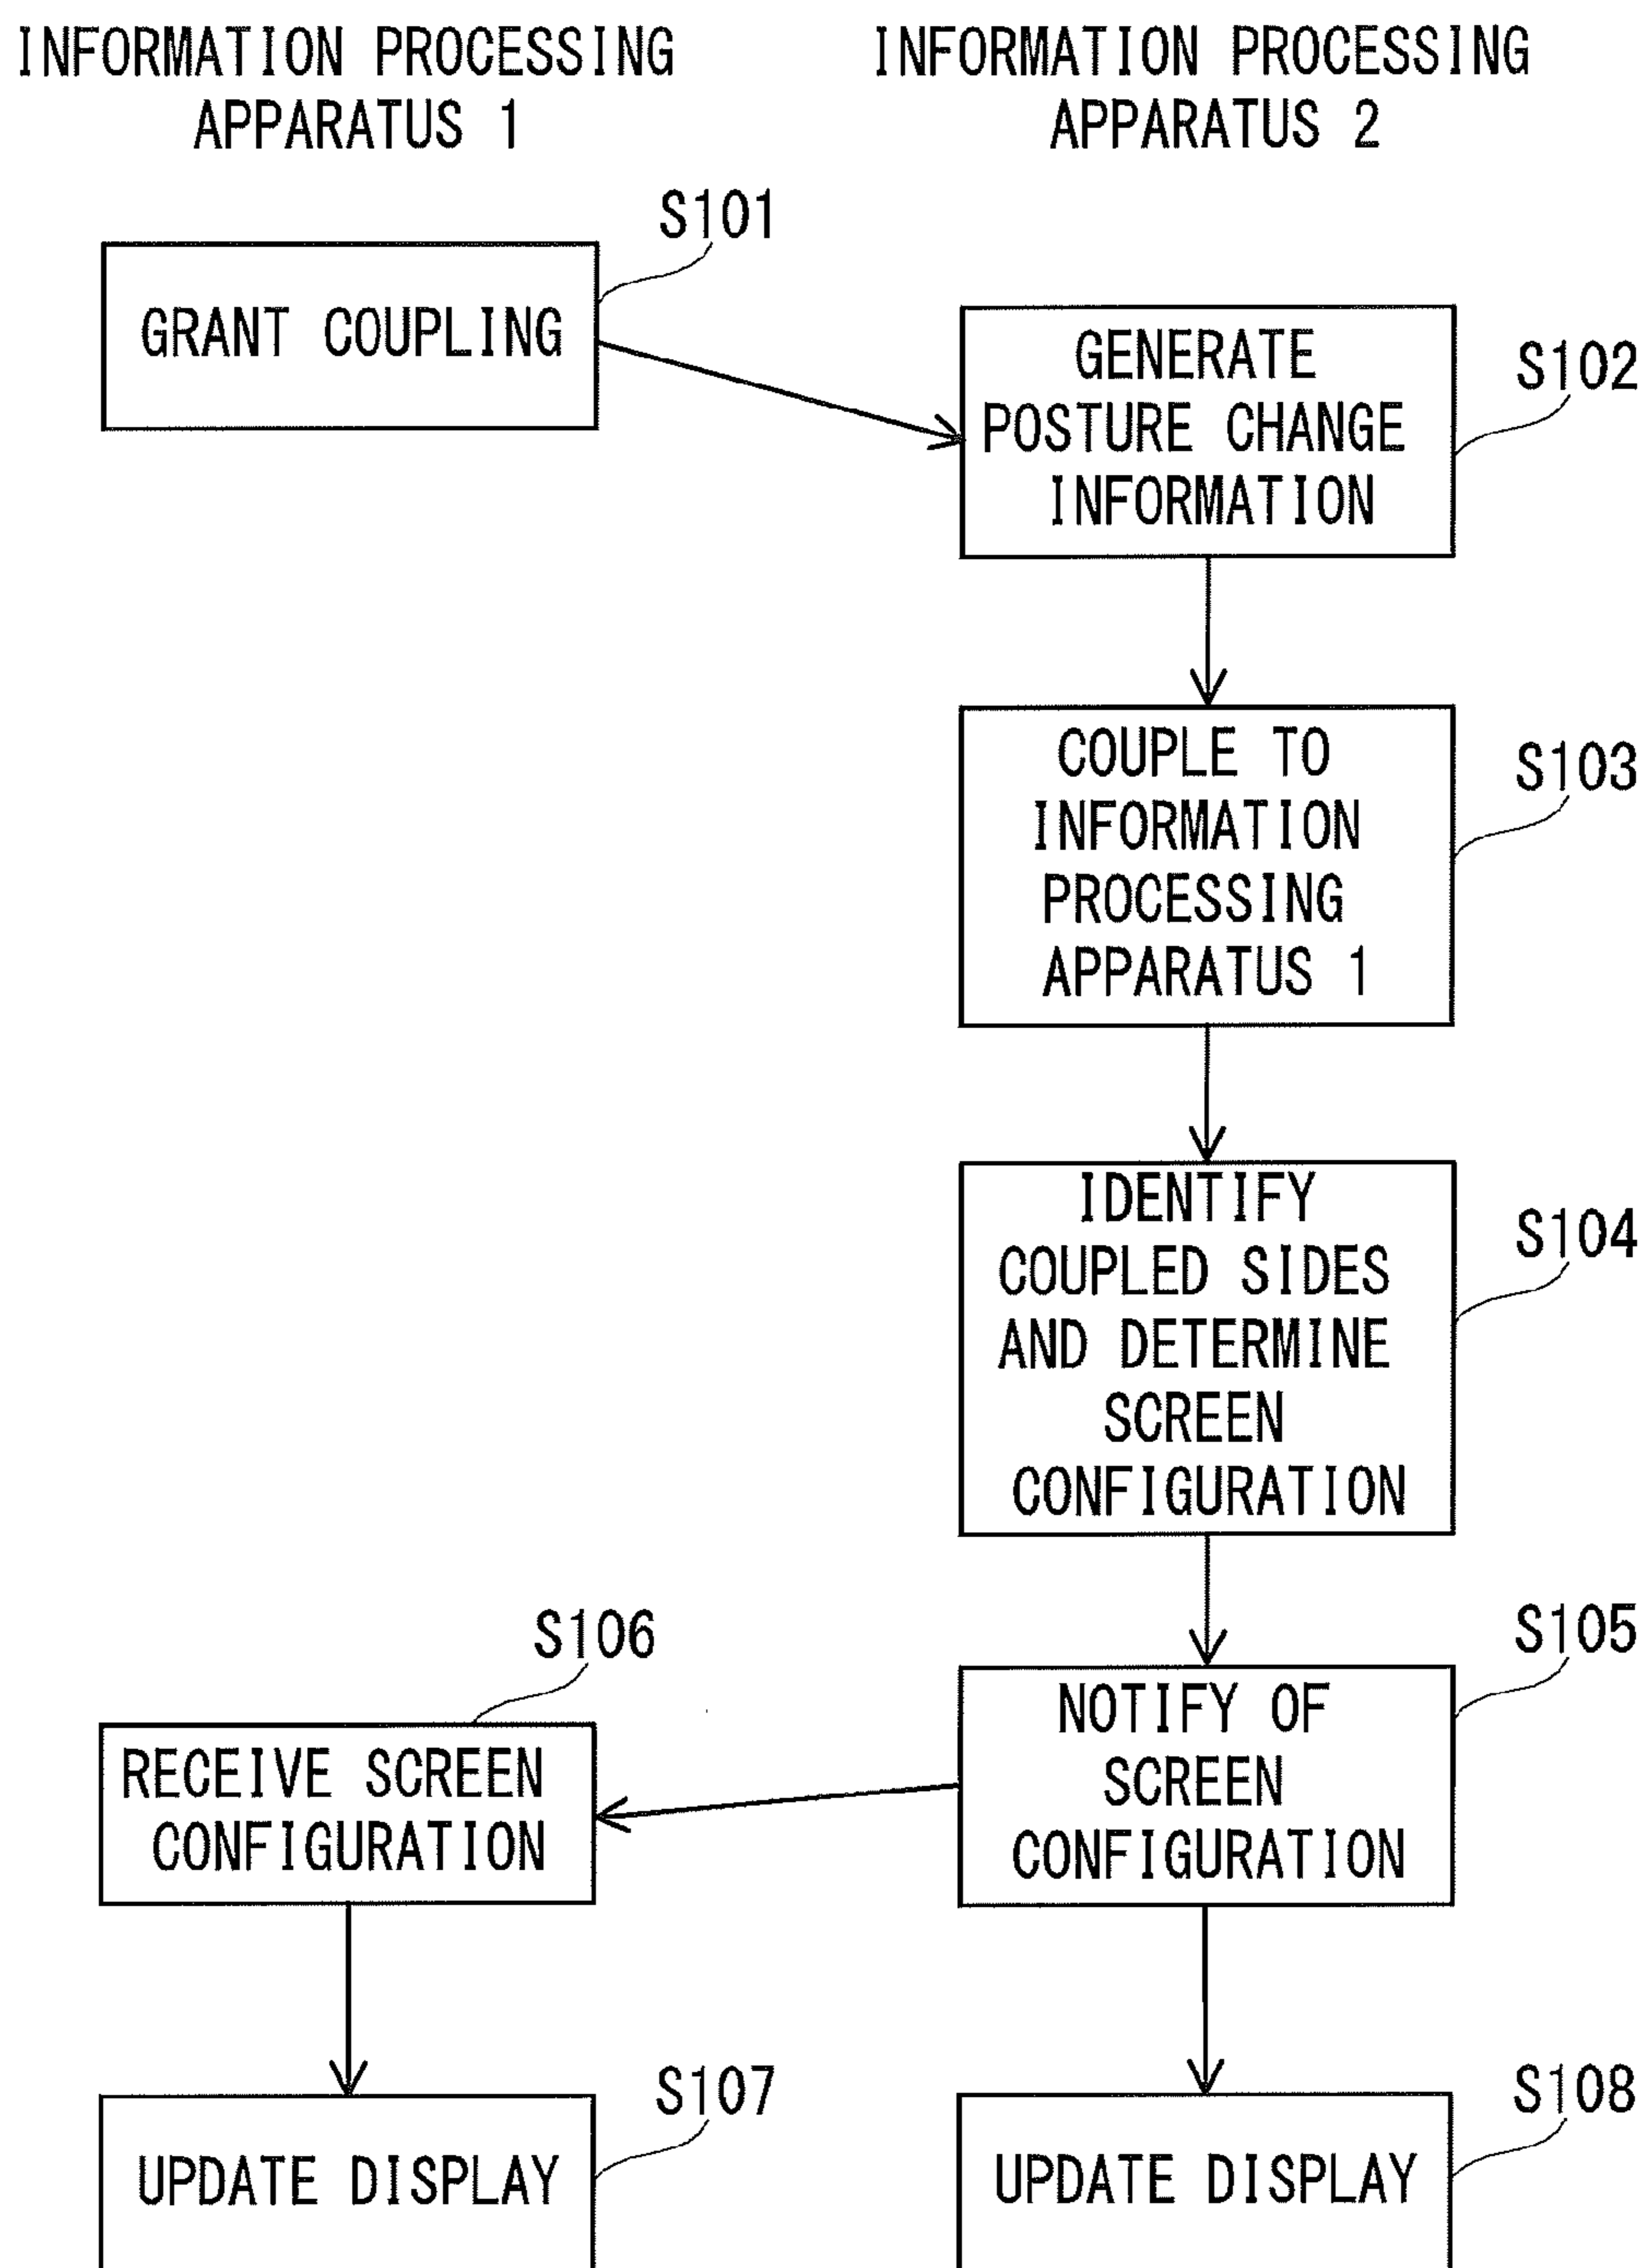 INFORMATION PROCESSING
APPARATUS 1
INFORMATION PROCESSING
APPARATUS 2
S101
GRANT COUPLING
S102
GENERATE
POSTURE CHANGE
INFORMATION
S103
COUPLE TO
INFORMATION
PROCESSING
APPARATUS 1
S104
IDENTIFY
COUPLED SIDES
AND DETERMINE
SCREEN
CONFIGURATION
S105
NOTIFY OF
SCREEN
CONFIGURATION
S106
RECEIVE SCREEN
CONFIGURATION
S107
UPDATE DISPLAY
S108
UPDATE DISPLAY